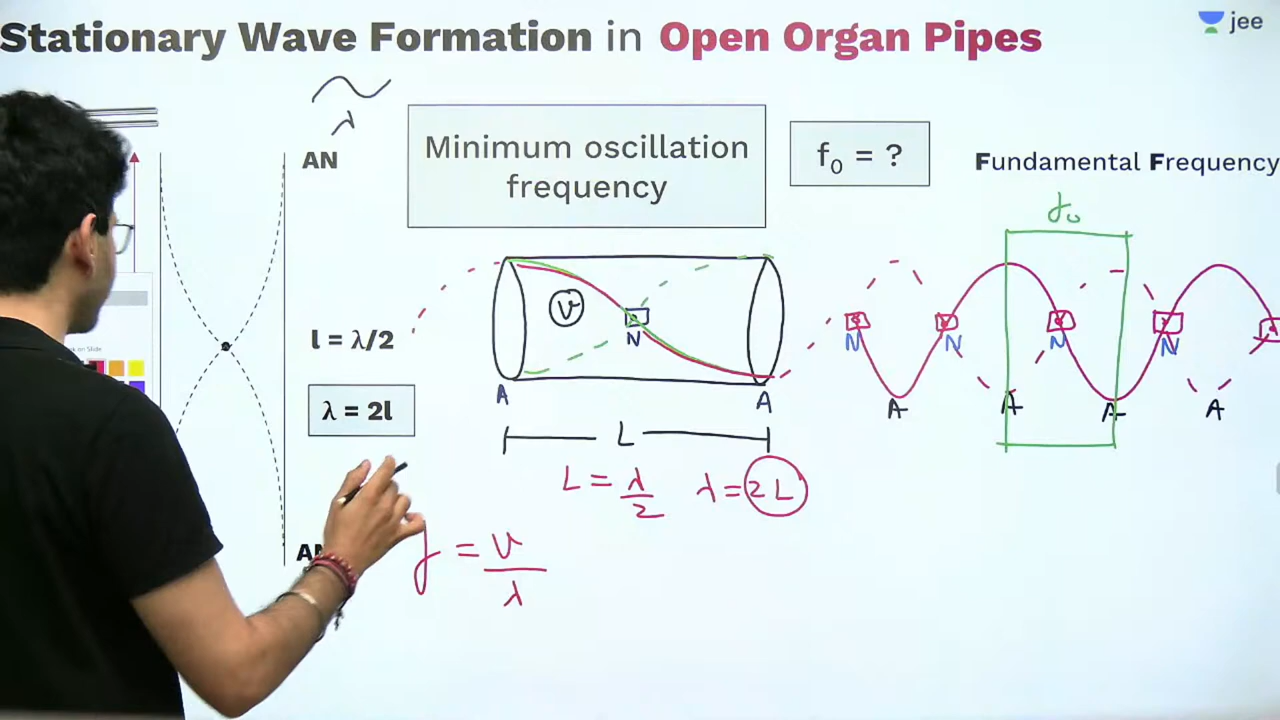 Stationary Wave Formation in Open Organ Pipes
jee
λ
AN
Minimum oscillation
frequency
f₀ = ?
Fundamental Frequency
f₀
V
l = λ/2
N
N
N
N
N
λ = 2l
A
A
A
A
A
A
L
L = λ/2 λ = 2L
f = v/λ